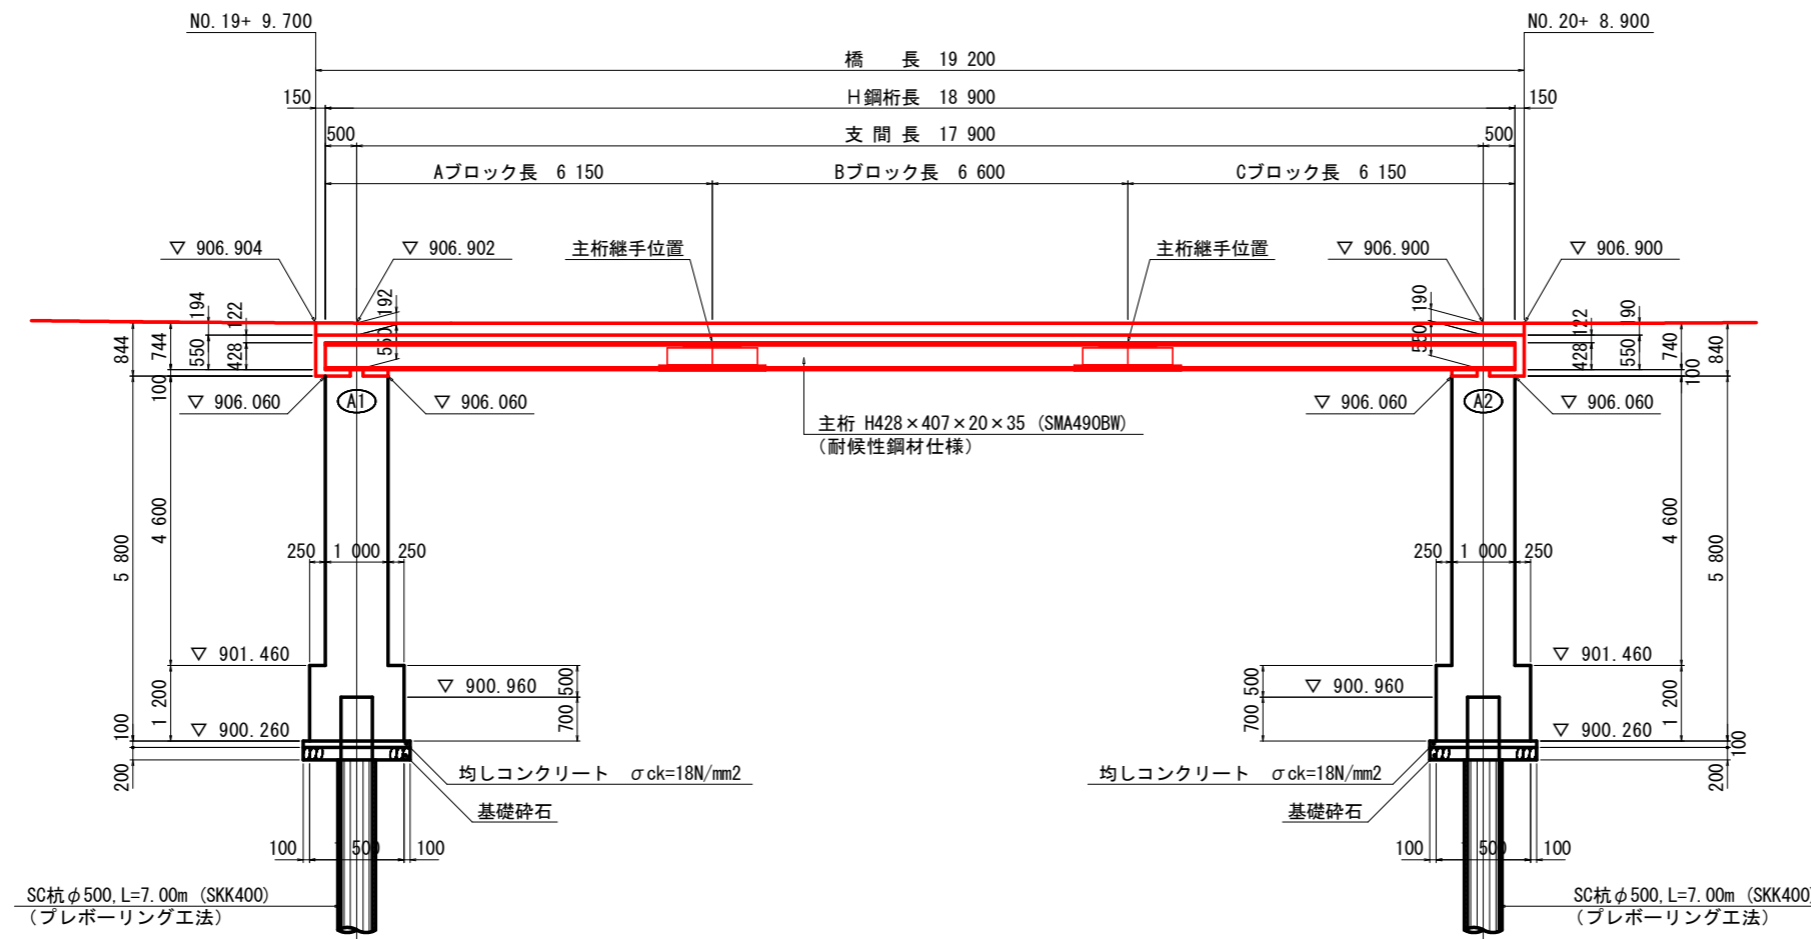 NO.19+ 9.700
NO.20+ 8.900
橋 長 19 200
150
H鋼桁長 18 900
150
500
支間長 17 900
500
Aブロック長 6 150
Bブロック長 6 600
Cブロック長 6 150
▽ 906.904
▽ 906.902
主桁継手位置
主桁継手位置
▽ 906.900
▽ 906.900
844
744
194
550
122
428
192
550
190
550
122
428
190
550
740
840
100
100
▽ 906.060
A1
▽ 906.060
▽ 906.060
A2
▽ 906.060
主桁 H428×407×20×35 (SMA490BW)
(耐候性鋼材仕様)
5 800
4 600
4 600
5 800
250 1 000 250
250 1 000 250
▽ 901.460
▽ 901.460
1 200
▽ 900.960
500
700
500
700
▽ 900.960
1 200
100
▽ 900.260
▽ 900.260
100
200
200
均しコンクリート σck=18N/mm2
均しコンクリート σck=18N/mm2
基礎砕石
基礎砕石
100
500
100
100
500
100
SC杭φ500,L=7.00m (SKK400)
(プレボーリング工法)
SC杭φ500,L=7.00m (SKK400)
(プレボーリング工法)